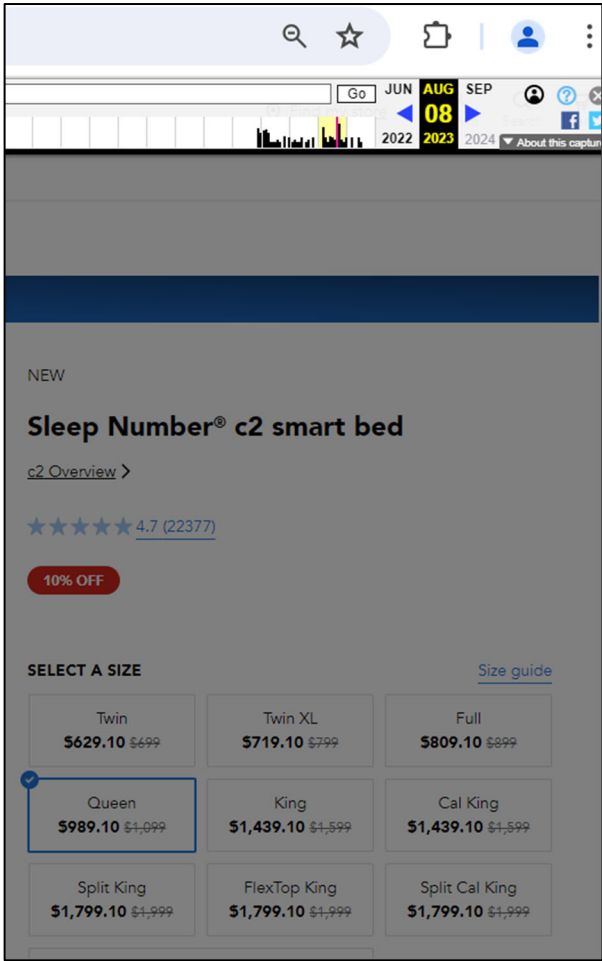 Go
JUN AUG SEP
08
2022 2023 2024
Find my store
About this capture
NEW
Sleep Number® c2 smart bed
c2 Overview
4.7 (22377)
10% OFF
SELECT A SIZE
Size guide
Twin
$629.10 $699
Twin XL
$719.10 $799
Full
$809.10 $899
Queen
$989.10 $1,099
King
$1,439.10 $1,599
Cal King
$1,439.10 $1,599
Split King
$1,799.10 $1,999
FlexTop King
$1,799.10 $1,999
Split Cal King
$1,799.10 $1,999